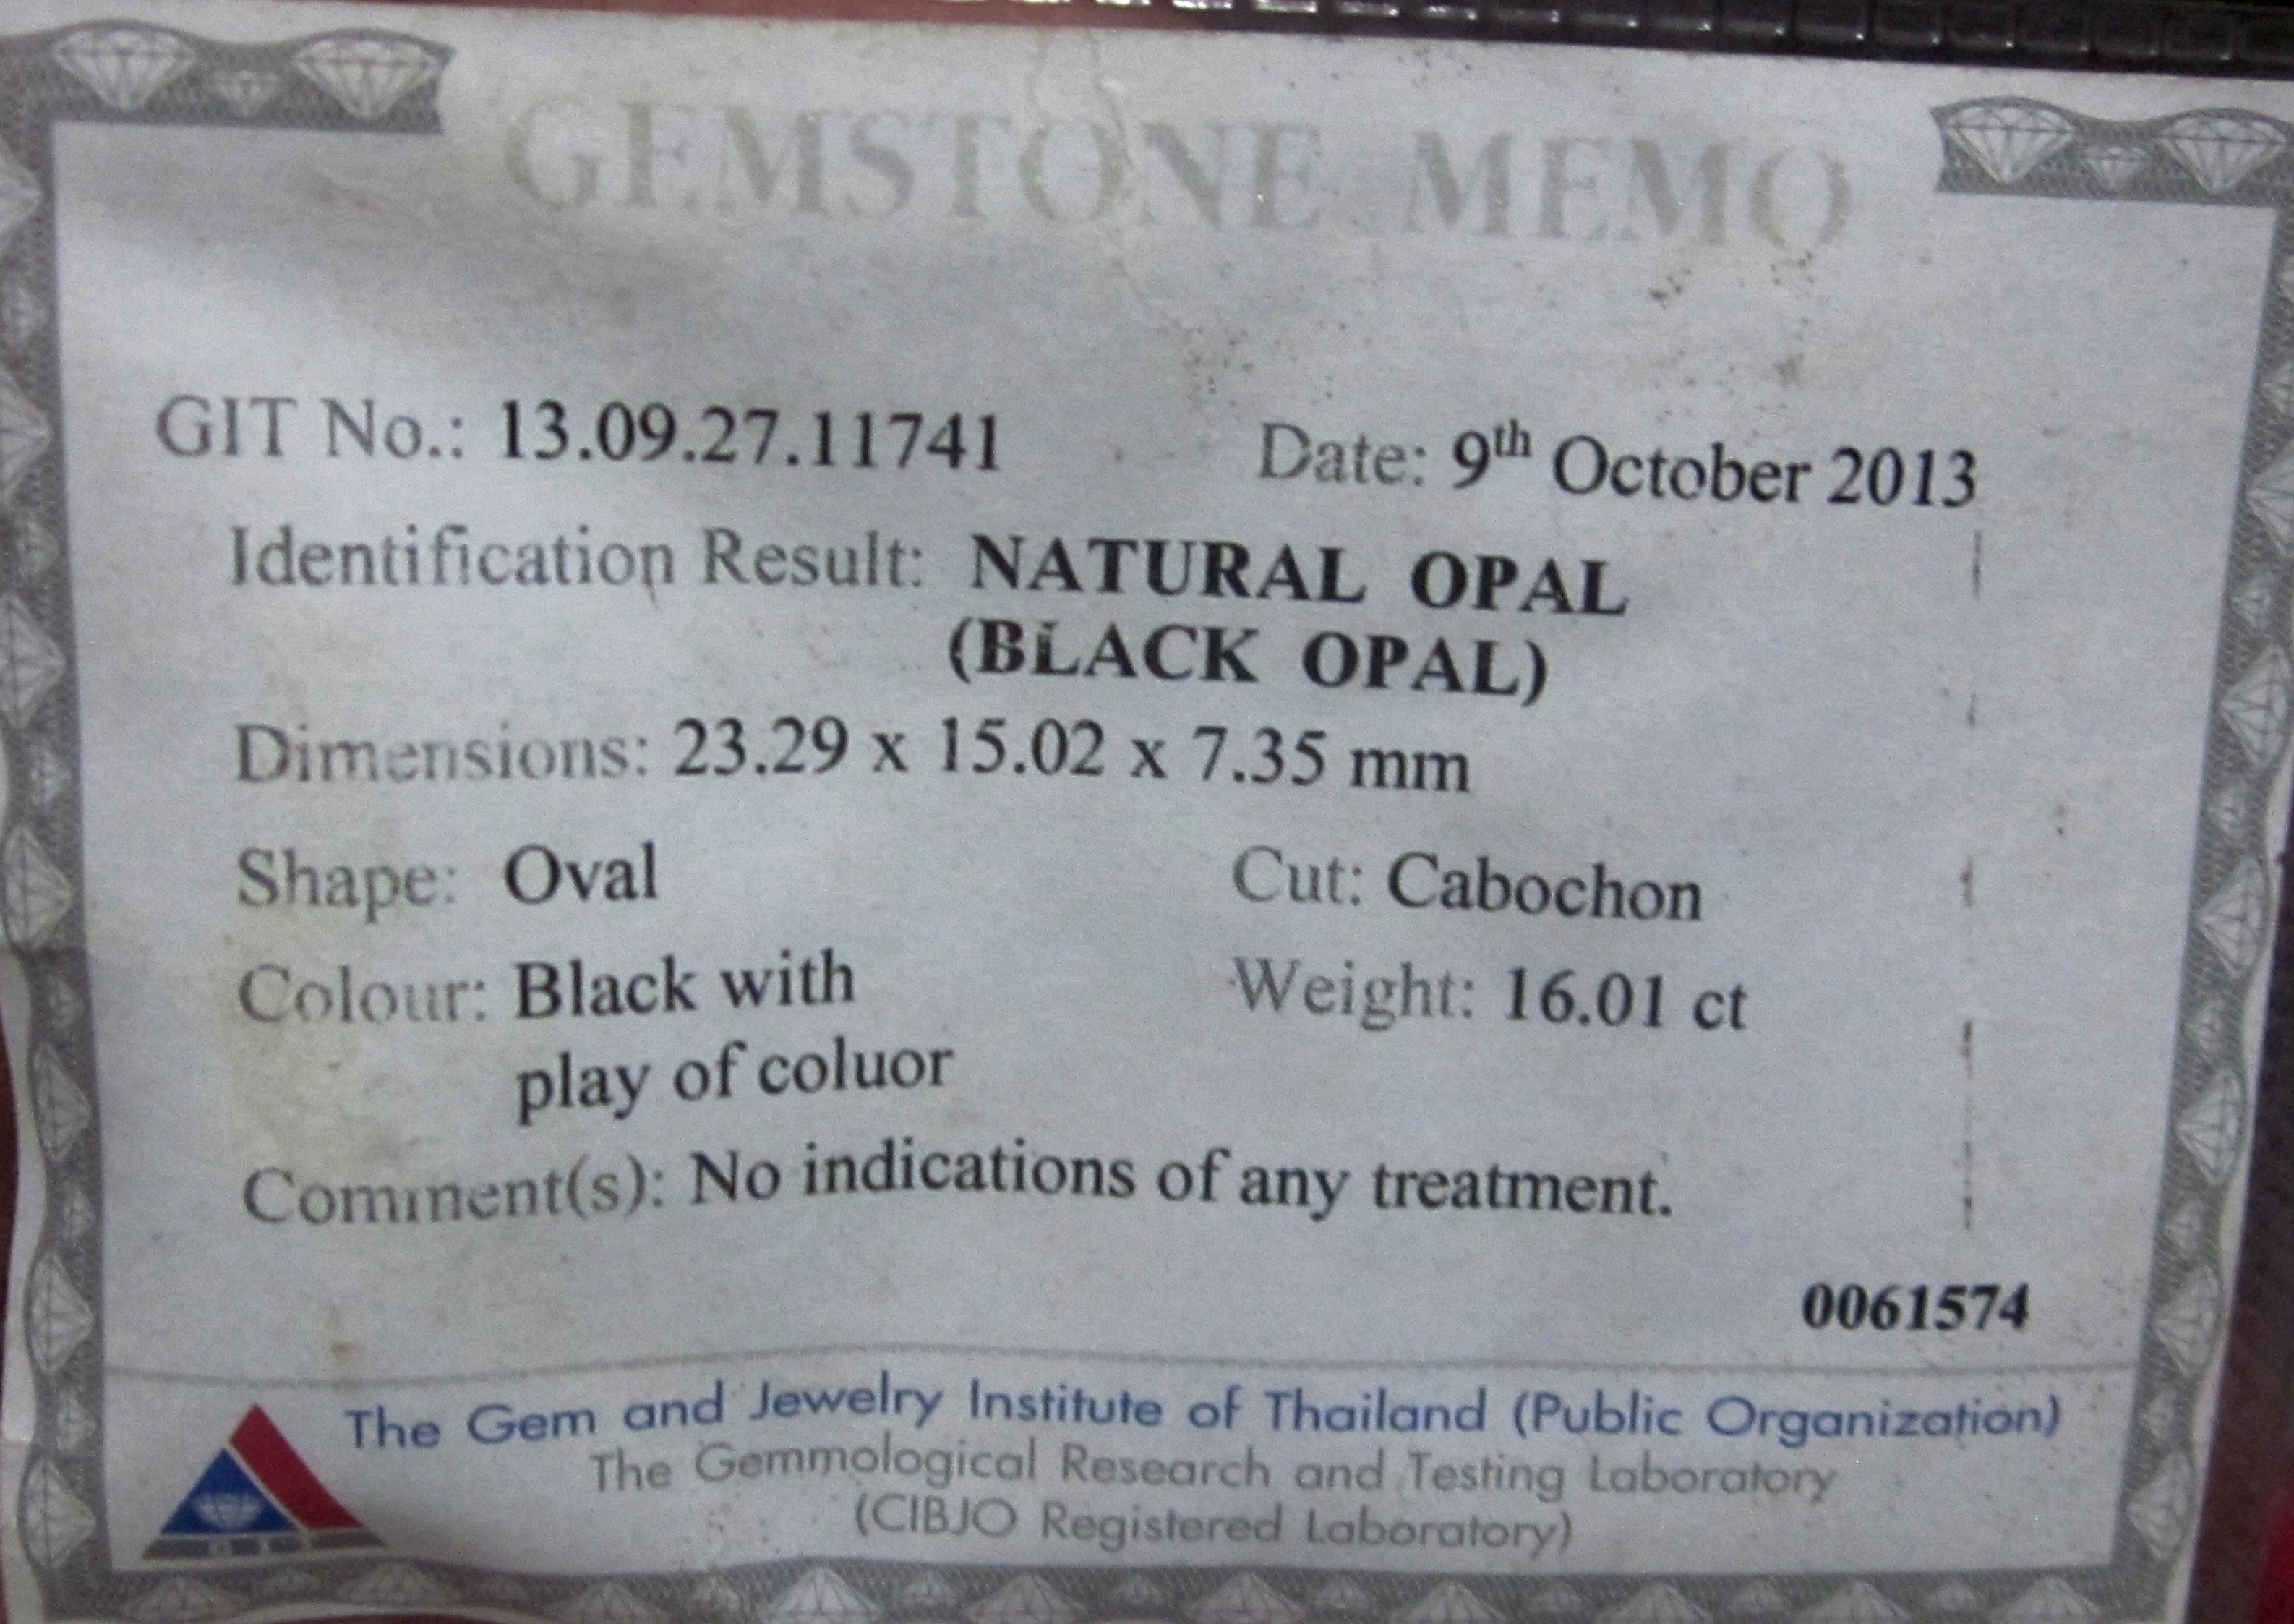 GEMSTONE MEMO
GIT No.: 13.09.27.11741 Date: 9th October 2013
Identification Result: NATURAL OPAL
(BLACK OPAL)
Dimensions: 23.29 x 15.02 x 7.35 mm
Shape: Oval Cut: Cabochon
Colour: Black with Weight: 16.01 ct
play of coluor
Comment(s): No indications of any treatment.
0061574
The Gem and Jewelry Institute of Thailand (Public Organization)
The Gemmological Research and Testing Laboratory
(CIBJO Registered Laboratory)